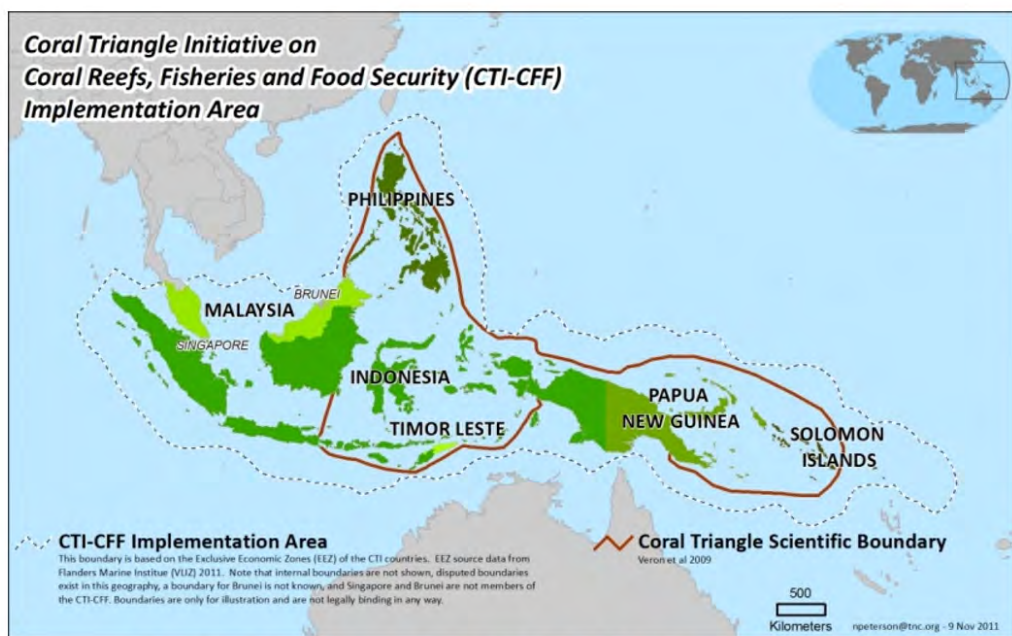 Coral Triangle Initiative on
Coral Reefs, Fisheries and Food Security (CTI-CFF)
Implementation Area
PHILIPPINES
BRUNEI
MALAYSIA
SINGAPORE
INDONESIA
PAPUA
NEW GUINEA
TIMOR LESTE
SOLOMON
ISLANDS
CTI-CFF Implementation Area
This boundary is based on the Exclusive Economic Zones (EEZ) of the CTI countries. EEZ source data from
Flanders Marine Institue (VLIZ) 2011. Note that internal boundaries are not shown, disputed boundaries
exist in this geography, a boundary for Brunei is not known, and Singapore and Brunei are not members of
the CTI-CFF. Boundaries are only for illustration and are not legally binding in any way.
Coral Triangle Scientific Boundary
Veron et al 2009
500
Kilometers
npeterson@tnc.org - 9 Nov 2011